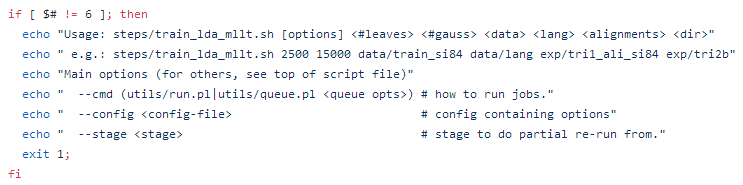 if [ $# != 6 ]; then
  echo "Usage: steps/train_lda_mllt.sh [options] <#leaves> <#gauss> <data> <lang> <alignments> <dir>"
  echo " e.g.: steps/train_lda_mllt.sh 2500 15000 data/train_si84 data/lang exp/tri1_ali_si84 exp/tri2b"
  echo "Main options (for others, see top of script file)"
  echo "  --cmd (utils/run.pl|utils/queue.pl <queue opts>) # how to run jobs."
  echo "  --config <config-file>                           # config containing options"
  echo "  --stage <stage>                                  # stage to do partial re-run from."
  exit 1;
fi